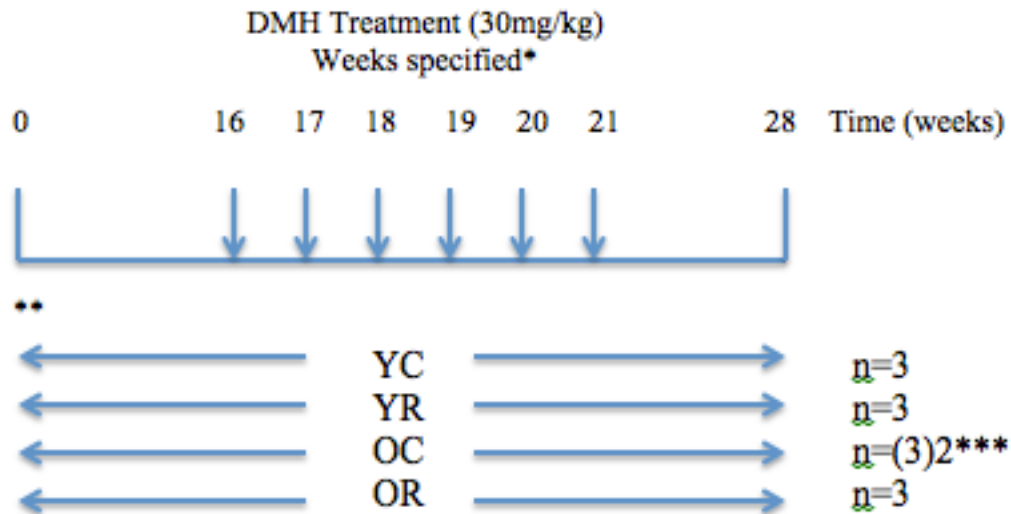 DMH Treatment (30mg/kg)
Weeks specified*
0 16 17 18 19 20 21 28 Time (weeks)
**
YC n=3
YR n=3
OC n=(3)2***
OR n=3